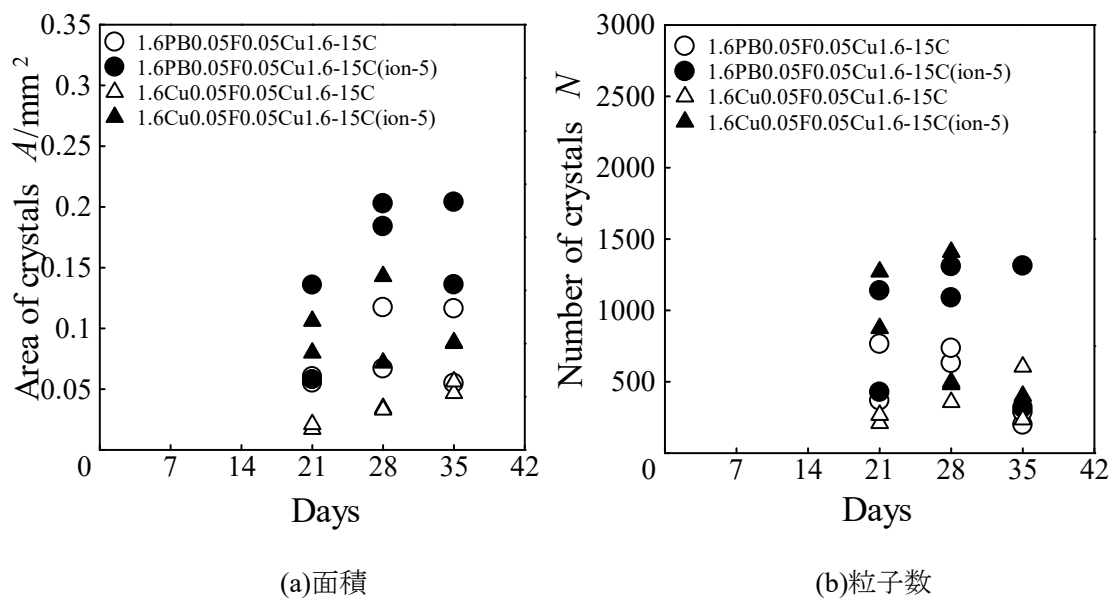 0.35
0.3
0.25
0.2
0.15
0.1
0.05
0
7
14
21
28
35
42
Area of crystals A/mm2
Days
1.6PB0.05F0.05Cu1.6-15C
1.6PB0.05F0.05Cu1.6-15C(ion-5)
1.6Cu0.05F0.05Cu1.6-15C
1.6Cu0.05F0.05Cu1.6-15C(ion-5)
(a)面積
3000
2500
2000
1500
1000
500
0
7
14
21
28
35
42
Number of crystals N
Days
1.6PB0.05F0.05Cu1.6-15C
1.6PB0.05F0.05Cu1.6-15C(ion-5)
1.6Cu0.05F0.05Cu1.6-15C
1.6Cu0.05F0.05Cu1.6-15C(ion-5)
(b)粒子数